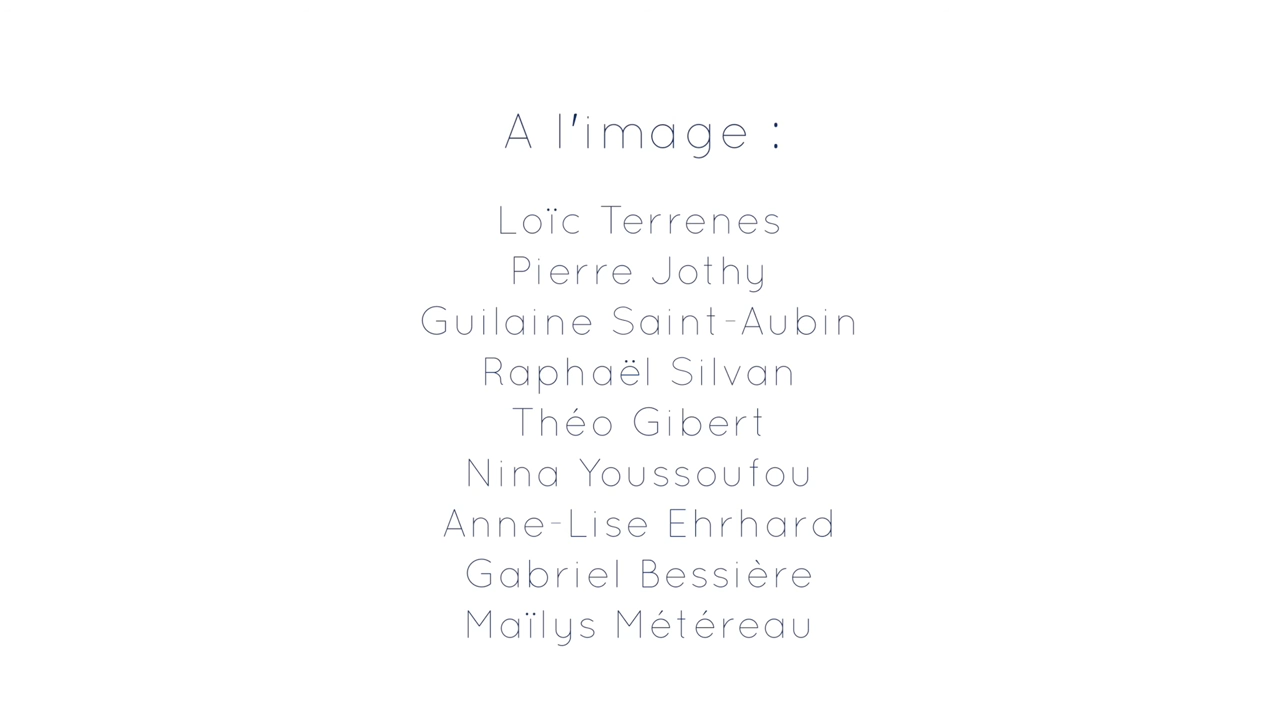 A l'image :
Loïc Terrenes
Pierre Jothy
Guilaine Saint-Aubin
Raphaël Silvan
Théo Gibert
Nina Youssoufou
Anne-Lise Ehrhard
Gabriel Bessière
Maïlys Météreau